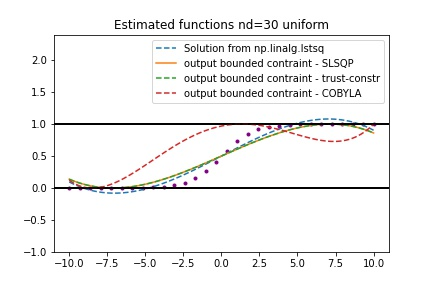 Estimated functions nd=30 uniform
Solution from np.linalg.lstsq
output bounded contraint - SLSQP
output bounded contraint - trust-constr
output bounded contraint - COBYLA
2.0
1.5
1.0
0.5
0.0
−0.5
−1.0
−10.0 −7.5 −5.0 −2.5 0.0 2.5 5.0 7.5 10.0